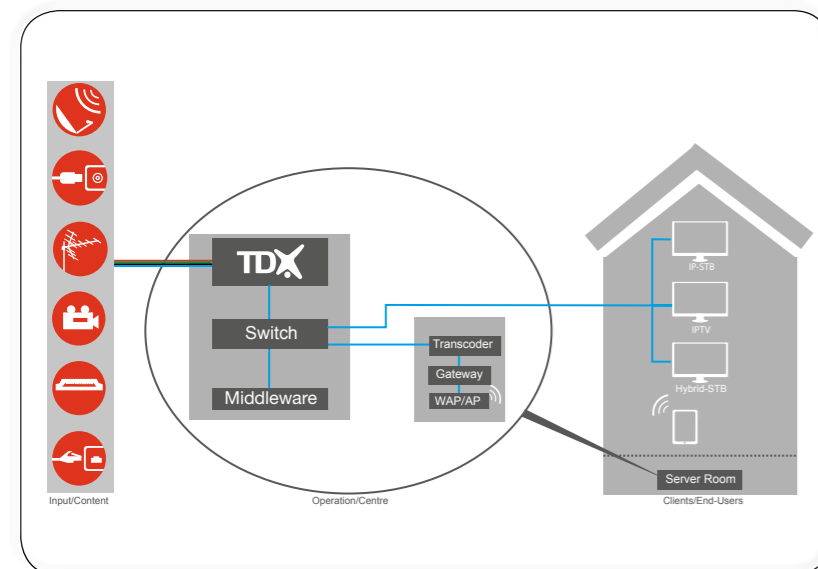 TDX
Switch
Middleware
Transcoder
Gateway
WAP/AP
IP-STB
IPTV
Hybrid-STB
Server Room
Input/Content
Operation/Centre
Clients/End-Users